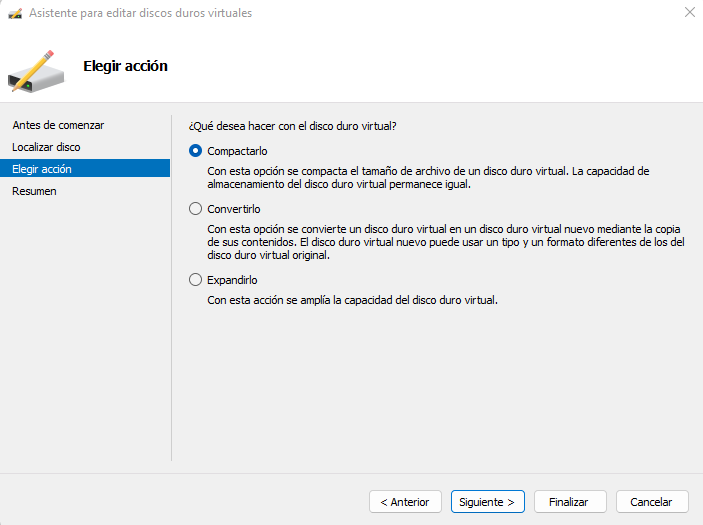 Asistente para editar discos duros virtuales
Elegir acción
Antes de comenzar
Localizar disco
Elegir acción
Resumen
¿Qué desea hacer con el disco duro virtual?
Compactarlo
Con esta opción se compacta el tamaño de archivo de un disco duro virtual. La capacidad de
almacenamiento del disco duro virtual permanece igual.
Convertirlo
Con esta opción se convierte un disco duro virtual en un disco duro virtual nuevo mediante la copia
de sus contenidos. El disco duro virtual nuevo puede usar un tipo y un formato diferentes de los del
disco duro virtual original.
Expandirlo
Con esta acción se amplía la capacidad del disco duro virtual.
< Anterior
Siguiente >
Finalizar
Cancelar